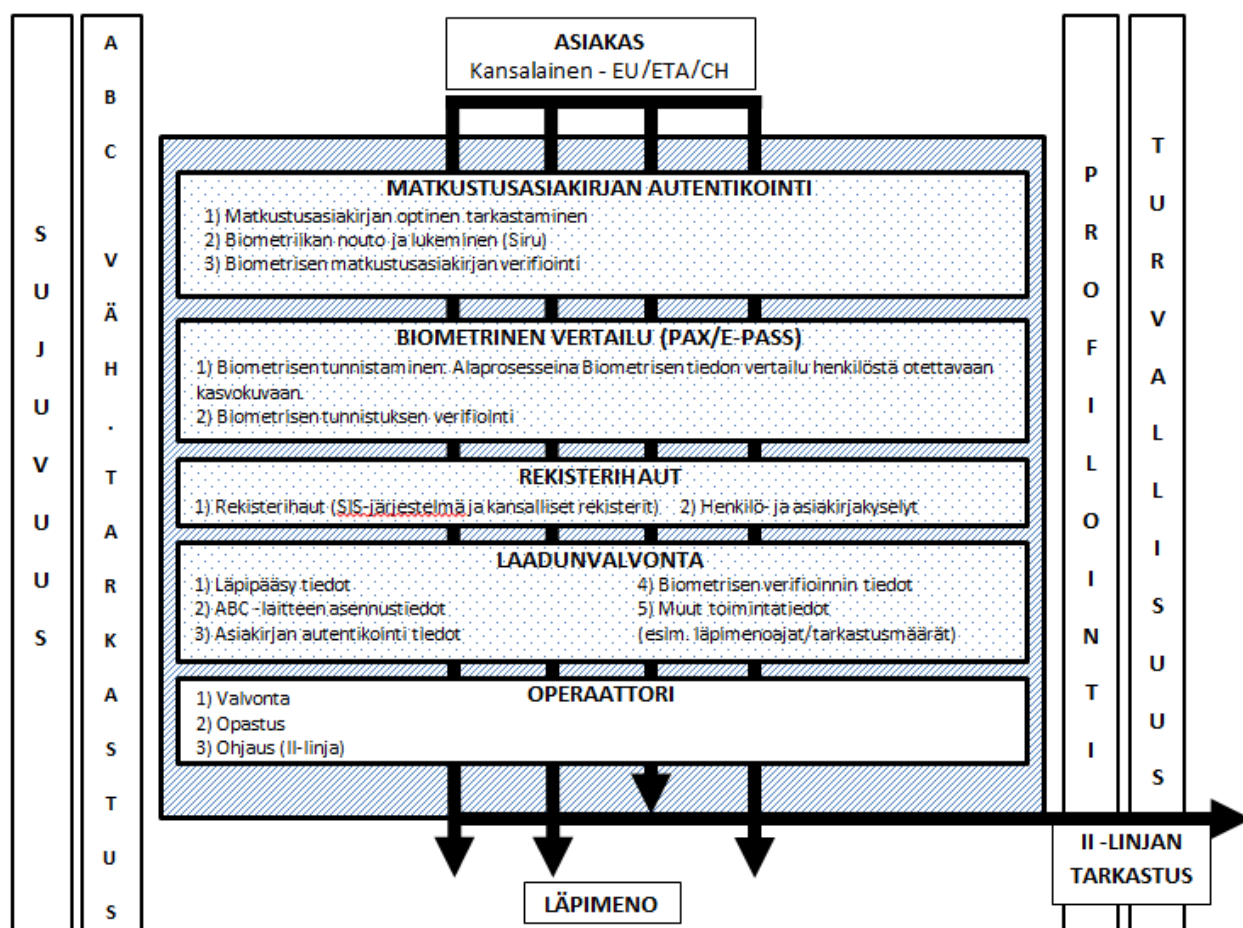 SUJUVUUS
ABC VÄH. TARKASTUS
ASIAKAS
Kansalainen - EU/ETA/CH
MATKUSTUSASIAKIRJAN AUTENTIKOINTI
1) Matkustusasiakirjan optinen tarkastaminen
2) Biometriikan nouto ja lukeminen (Siru)
3) Biometrisen matkustusasiakirjan verifiointi
BIOMETRINEN VERTAILU (PAX/E-PASS)
1) Biometrisen tunnistaminen: Alaprosesseina Biometrisen tiedon vertailu henkilöstä otettavaan
kasvokuvaan.
2) Biometrisen tunnistuksen verifiointi
REKISTERIHAUT
1) Rekisterihaut (SIS-järjestelmä ja kansalliset rekisterit) 2) Henkilö- ja asiakirjakyselyt
LAADUNVALVONTA
1) Läpipääsy tiedot
2) ABC -laitteen asennustiedot
3) Asiakirjan autentikointi tiedot
4) Biometrisen verifioinnin tiedot
5) Muut toimintatiedot
(esim. läpimenoajat/tarkastusmäärät)
OPERAATTORI
1) Valvonta
2) Opastus
3) Ohjaus (II-linja)
LÄPIMENO
PROFILOINTI
TURVALLISUUS
II -LINJAN
TARKASTUS